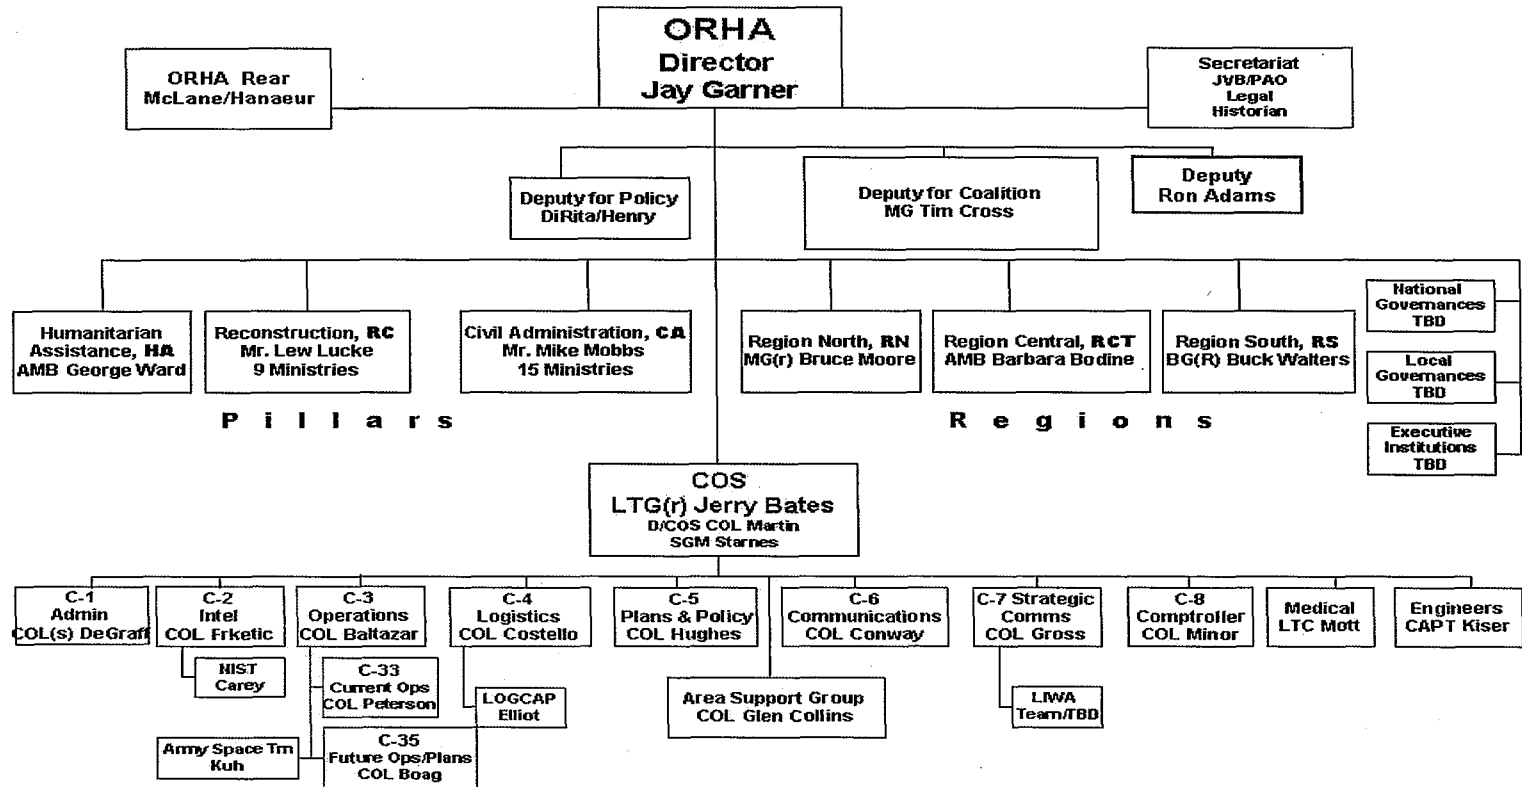 ORHA
Director
Jay Garner
ORHA Rear
McLane/Hanaeur
Secretariat
JVB/PAO
Legal
Historian
Deputy for Policy
DiRita/Henry
Deputy for Coalition
MG Tim Cross
Deputy
Ron Adams
Humanitarian
Assistance, HA
AMB George Ward
Reconstruction, RC
Mr. Lew Lucke
9 Ministries
Civil Administration, CA
Mr. Mike Mobbs
15 Ministries
Region North, RN
MG(r) Bruce Moore
Region Central, RCT
AMB Barbara Bodine
Region South, RS
BG(R) Buck Walters
National
Governances
TBD
Local
Governances
TBD
Executive
Institutions
TBD
Pillars
Regions
COS
LTG(r) Jerry Bates
D/COS COL Martin
SGM Starnes
C-1
Admin
COL(s) DeGraff
C-2
Intel
COL Frketic
C-3
Operations
COL Baltazar
C-4
Logistics
COL Costello
C-5
Plans & Policy
COL Hughes
C-6
Communications
COL Conway
C-7 Strategic
Comms
COL Gross
C-8
Comptroller
COL Minor
Medical
LTC Mott
Engineers
CAPT Kiser
NIST
Carey
C-33
Current Ops
COL Peterson
LOGCAP
Elliot
Area Support Group
COL Glen Collins
LIWA
Team/TBD
Army Space Tm
Kuh
C-35
Future Ops/Plans
COL Boag